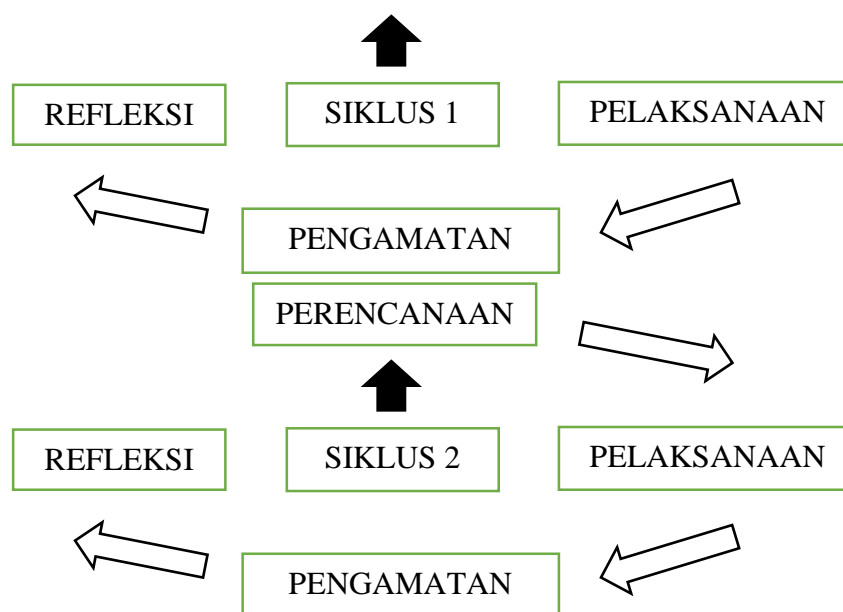 REFLEKSI
SIKLUS 1
PELAKSANAAN
PENGAMATAN
PERENCANAAN
REFLEKSI
SIKLUS 2
PELAKSANAAN
PENGAMATAN